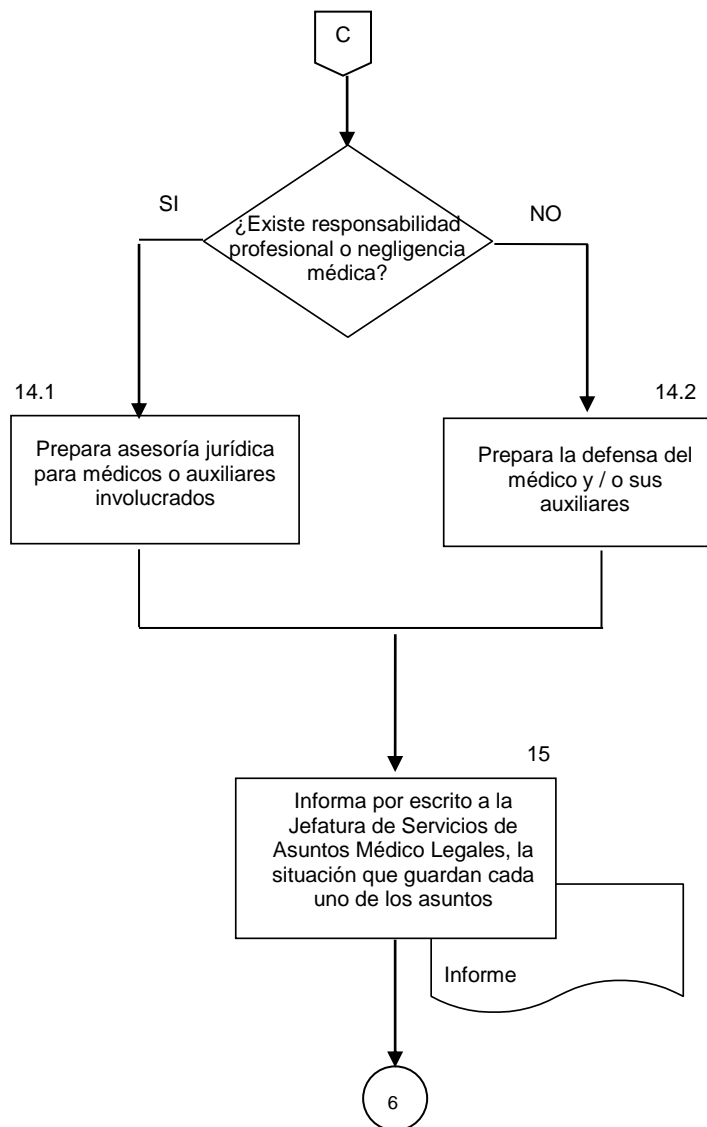 C
SI
¿Existe responsabilidad
profesional o negligencia
médica?
NO
14.1
Prepara asesoría jurídica
para médicos o auxiliares
involucrados
14.2
Prepara la defensa del
médico y / o sus
auxiliares
15
Informa por escrito a la
Jefatura de Servicios de
Asuntos Médico Legales, la
situación que guardan cada
uno de los asuntos
Informe
6